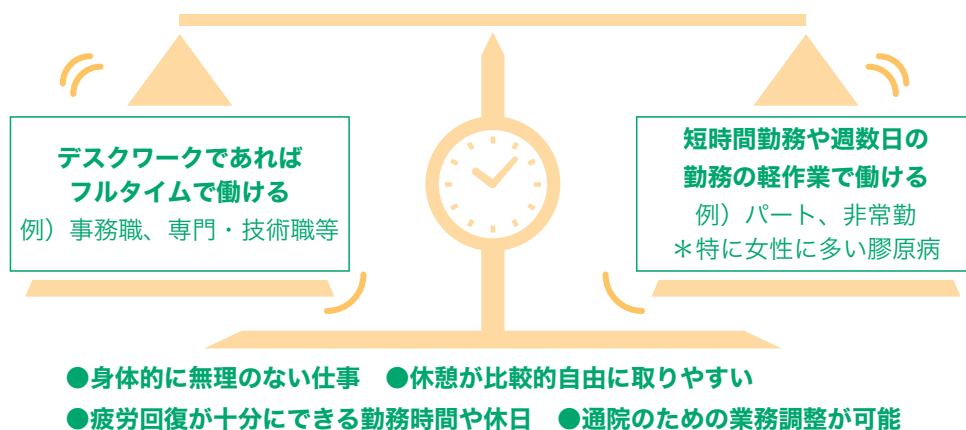 デスクワークであれば
フルタイムで働ける
例）事務職、専門・技術職等
短時間勤務や週数日の
勤務の軽作業で働ける
例）パート、非常勤
＊特に女性に多い膠原病
●身体的に無理のない仕事　●休憩が比較的自由に取りやすい
●疲労回復が十分にできる勤務時間や休日　●通院のための業務調整が可能